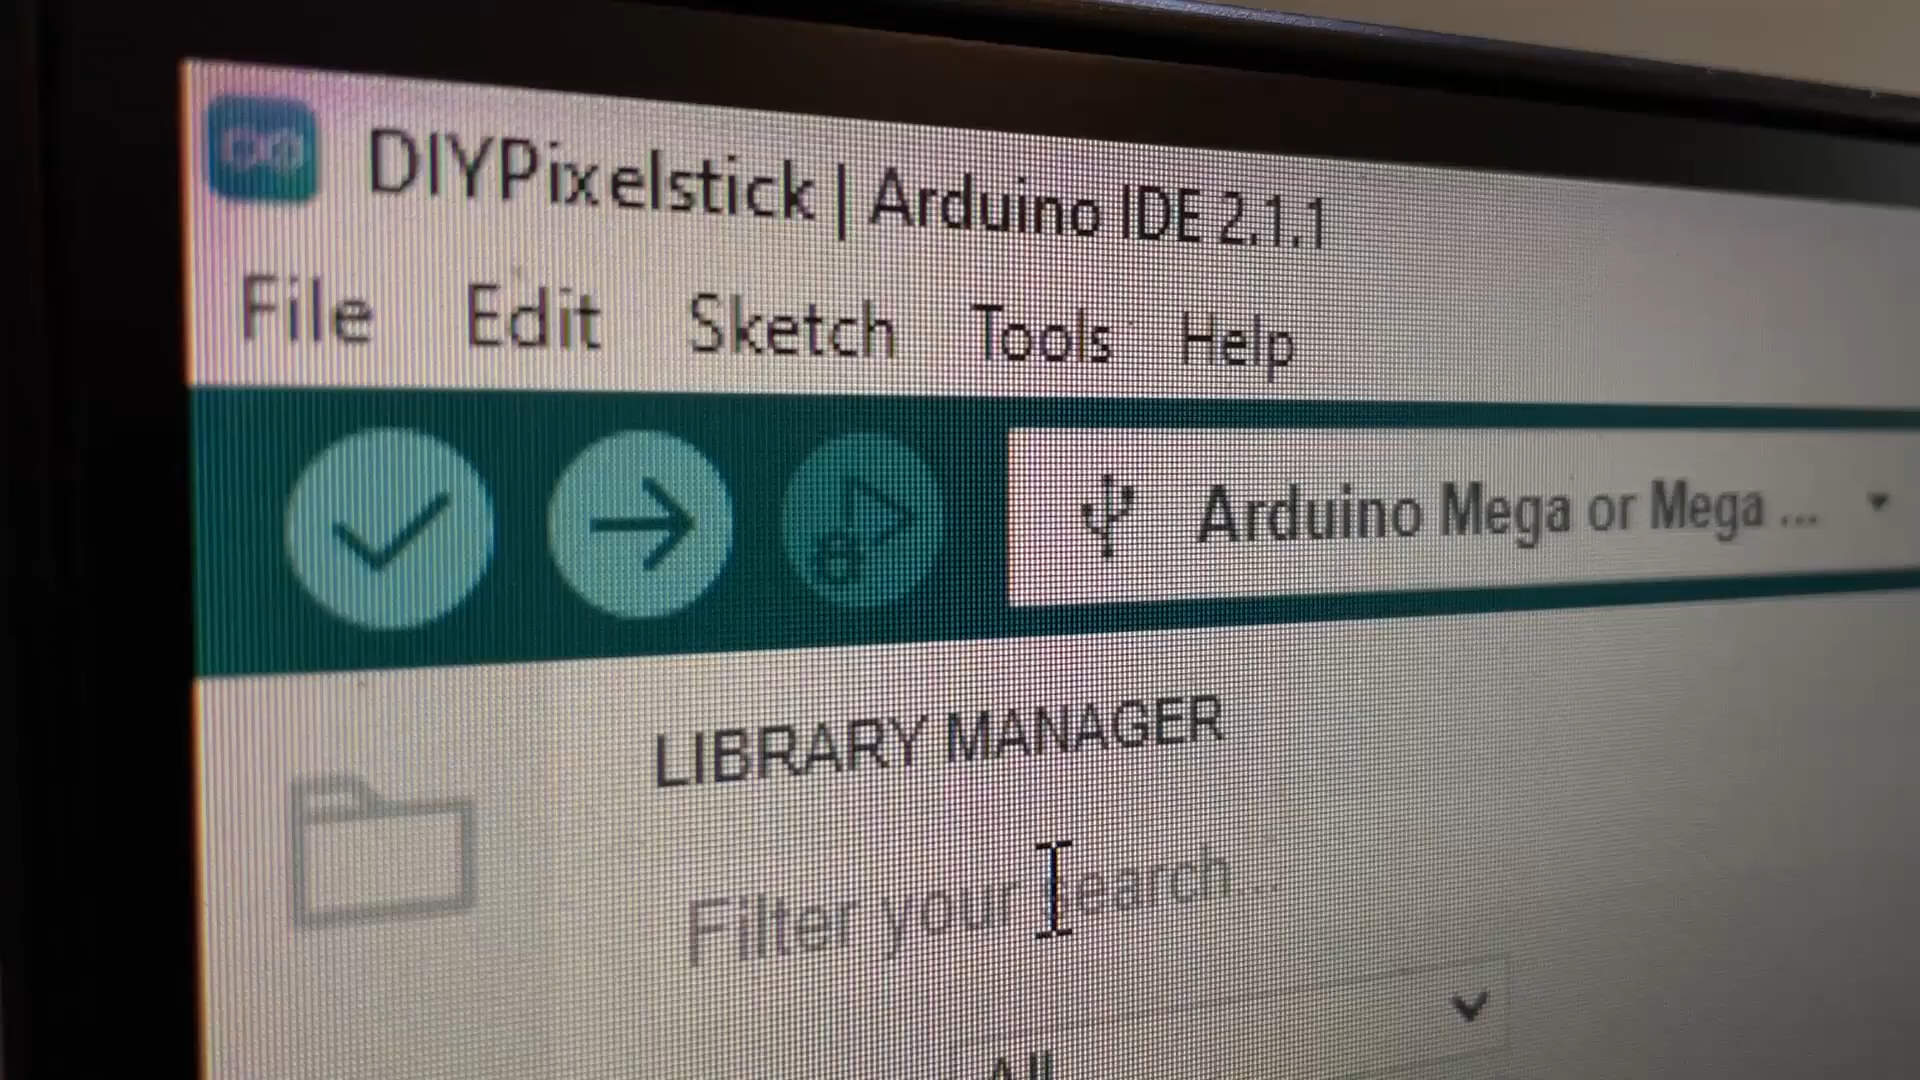 DIYPixelstick | Arduino IDE 2.1.1
File Edit Sketch Tools Help
Arduino Mega or Mega ...
LIBRARY MANAGER
Filter your search...
All